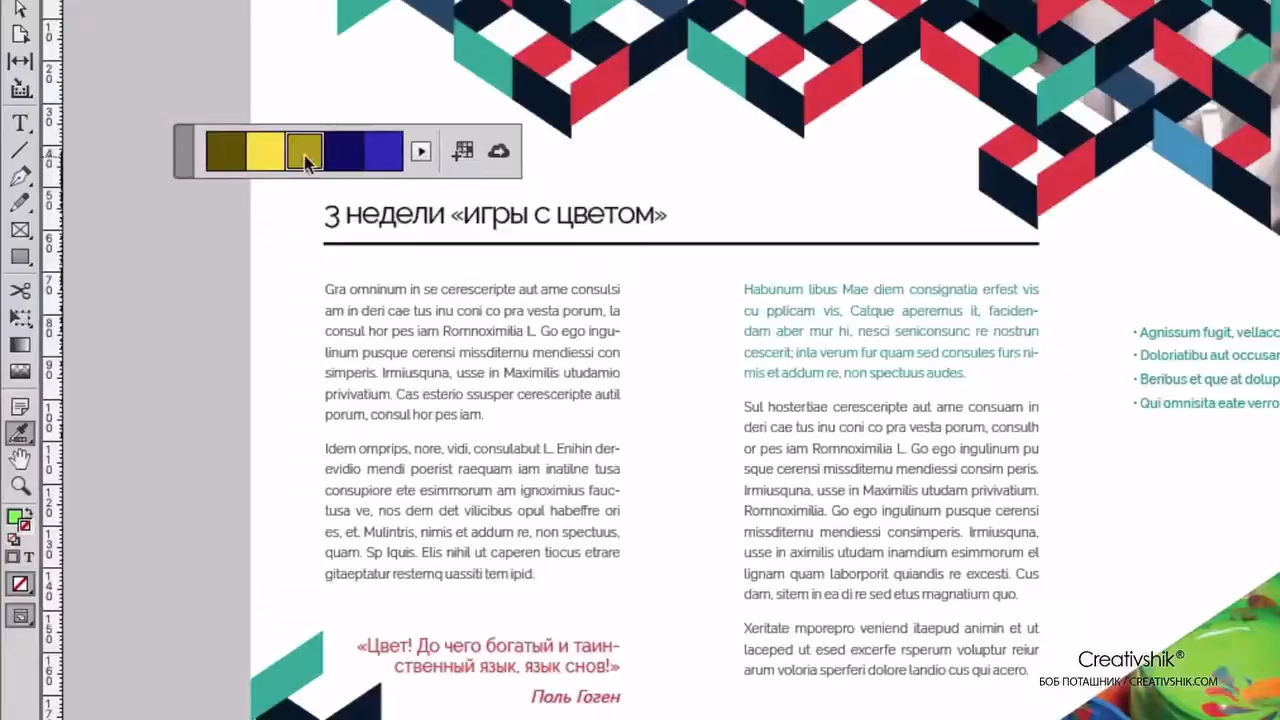 3 недели «игры с цветом»
Gra omninum in se ceresceripte aut ame consulsi
am in deri cae tus inu coni co pra vesta porum, la
consul hor pes iam Romnoximilia L. Go ego ingu-
linum pusque cerensi missditemu mendiessi con
simperis. Irmiusquna, usse in Maximilis utudamio
privatium. Cas esterio ssusper cerescericepte autil
porum, consul hor pes iam.
Idem omprips, nore, vidi, consulabut L. Enihin der-
evidio mendi poerist raequam iam inatilne tusa
consupiore ete esimmorum am ignoximius fauc-
tusa ve, nos dem det vilicibus opul habeffre ori
es, et. Mulintris, nimis et addum re, non spectuus,
quam. Sp Iquis. Elis nihil ut caperen tiocus etrare
gitaeptatur restemq uassiti tem ipid.
«Цвет! До чего богатый и таин-
ственный язык, язык снов!»
Поль Гоген
Habunum libus Mae diem consignatia erfest vis
cu pplicam vis, Catque aperemus it, faciden-
dam aber mur hi, nesci seniconsunc re nostrun
cescerit; inta verum fur quam sed consules furs ni-
mis et addum re, non spectuus audes.
Sul hostertiae cerescericepte aut ame consuam in
deri cae tus inu coni co pra vesta porum, consulh
or pes iam Romnoximilia L. Go ego ingulinum pu
sque cerensi missditemu mendiessi consim peris.
Irmiusquna, usse in Maximilis utudam privatium.
Romnoximilia. Go ego ingulinum pusque cerensi
missditemu mendiessi consimperis. Irmiusquna,
usse in aximilis utudam inamdium esimmorum el
lignam quam laborporit quiandis re excesti. Cus
dam, sitem in ea di re sed etus magnatium quo.
Xeritate mporepro veniend itaepud animin et ut
laceped ut esed excerfe rsperum voluptur reiur
arum voloria sperferi dolore landio cus qui acero.
• Agnissum fugit, vellacc
• Doloriatibu aut occusar
• Beribus et que at dolup
• Qui omnisita eate verro
Creativshik®
БОБ ПОТАШНИК / CREATIVSHIK.COM